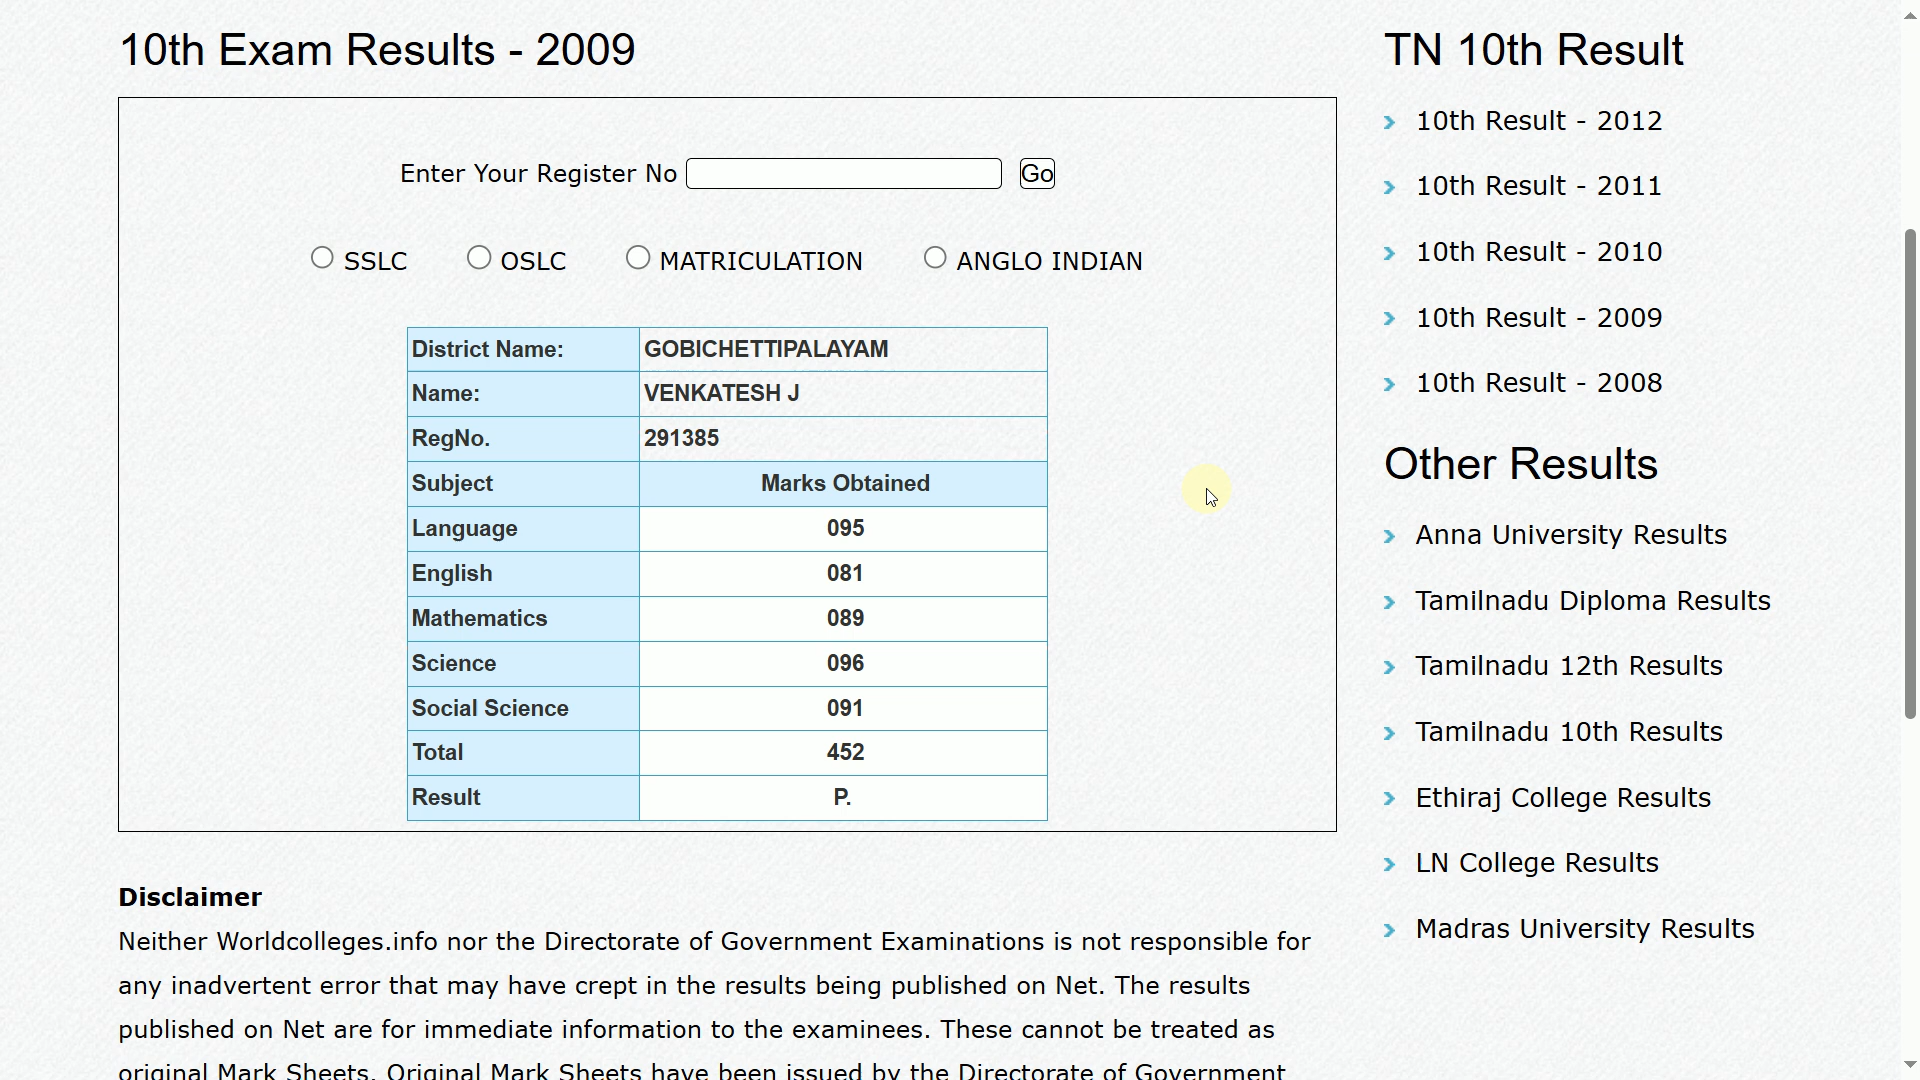 10th Exam Results - 2009
Enter Your Register No Go
SSLC OSLC MATRICULATION ANGLO INDIAN
District Name: GOBICHETTIPALAYAM
Name: VENKATESH J
RegNo. 291385
Subject Marks Obtained
Language 095
English 081
Mathematics 089
Science 096
Social Science 091
Total 452
Result P.
Disclaimer
Neither Worldcolleges.info nor the Directorate of Government Examinations is not responsible for
any inadvertent error that may have crept in the results being published on Net. The results
published on Net are for immediate information to the examinees. These cannot be treated as
original Mark Sheets. Original Mark Sheets have been issued by the Directorate of Government
TN 10th Result
10th Result - 2012
10th Result - 2011
10th Result - 2010
10th Result - 2009
10th Result - 2008
Other Results
Anna University Results
Tamilnadu Diploma Results
Tamilnadu 12th Results
Tamilnadu 10th Results
Ethiraj College Results
LN College Results
Madras University Results